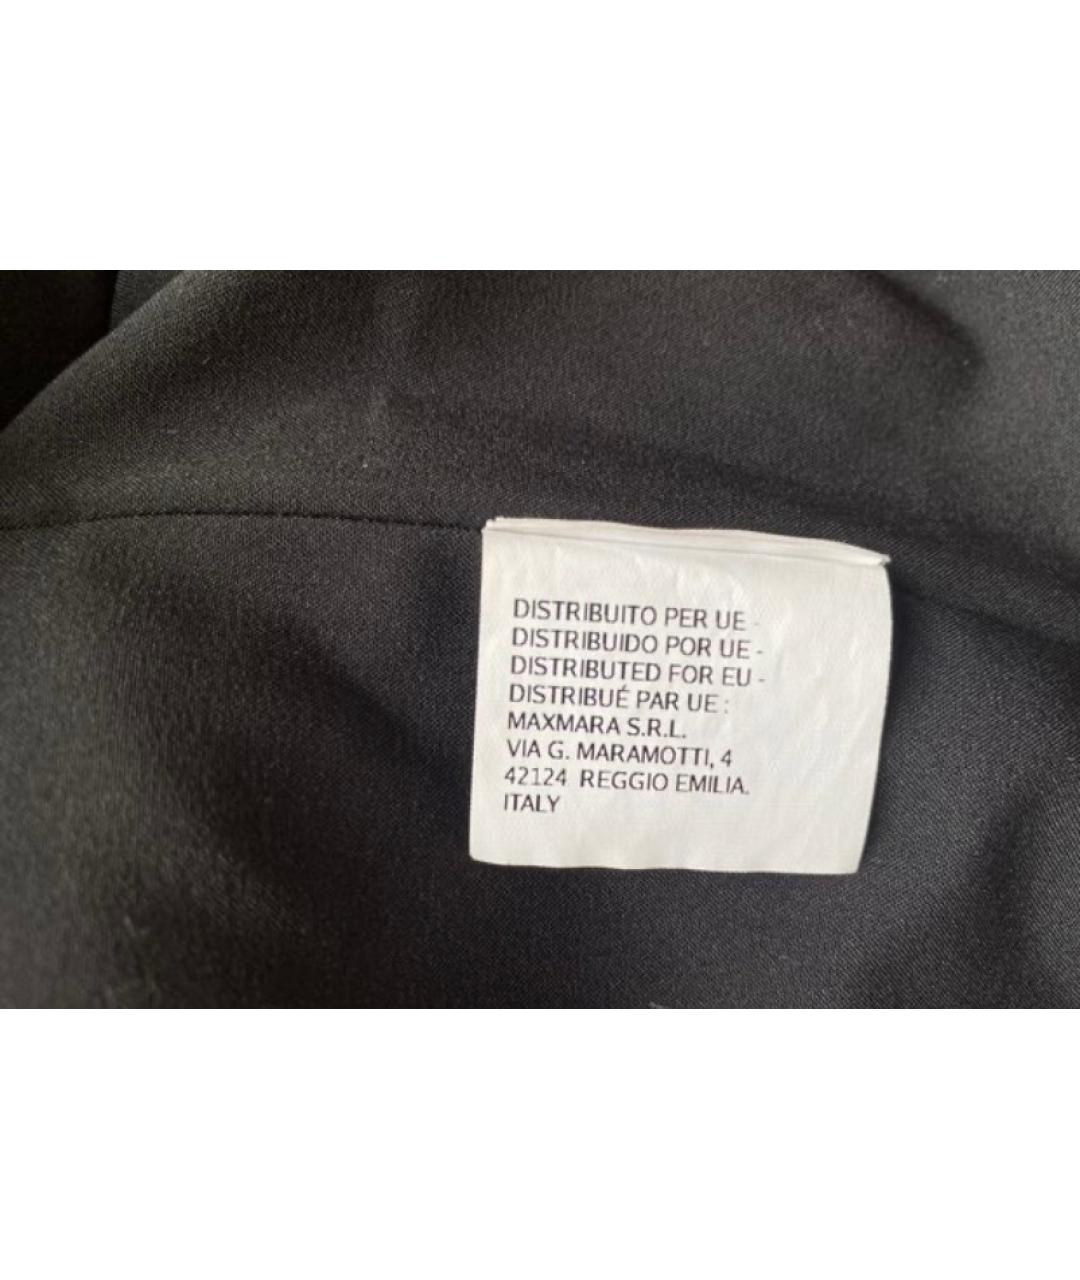 DISTRIBUITO PER UE -
DISTRIBUIDO POR UE -
DISTRIBUTED FOR EU -
DISTRIBUÉ PAR UE :
MAXMARA S.R.L.
VIA G. MARAMOTTI, 4
42124 REGGIO EMILIA.
ITALY